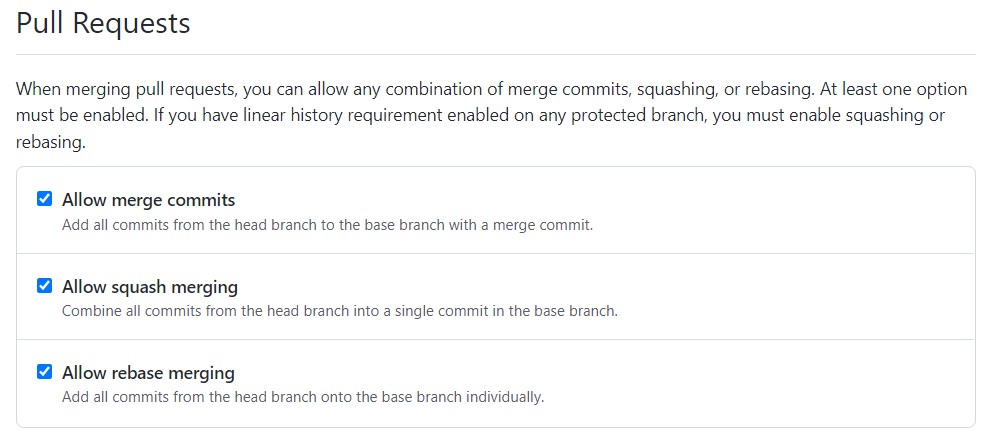 Pull Requests
When merging pull requests, you can allow any combination of merge commits, squashing, or rebasing. At least one option
must be enabled. If you have linear history requirement enabled on any protected branch, you must enable squashing or
rebasing.
Allow merge commits
Add all commits from the head branch to the base branch with a merge commit.
Allow squash merging
Combine all commits from the head branch into a single commit in the base branch.
Allow rebase merging
Add all commits from the head branch onto the base branch individually.